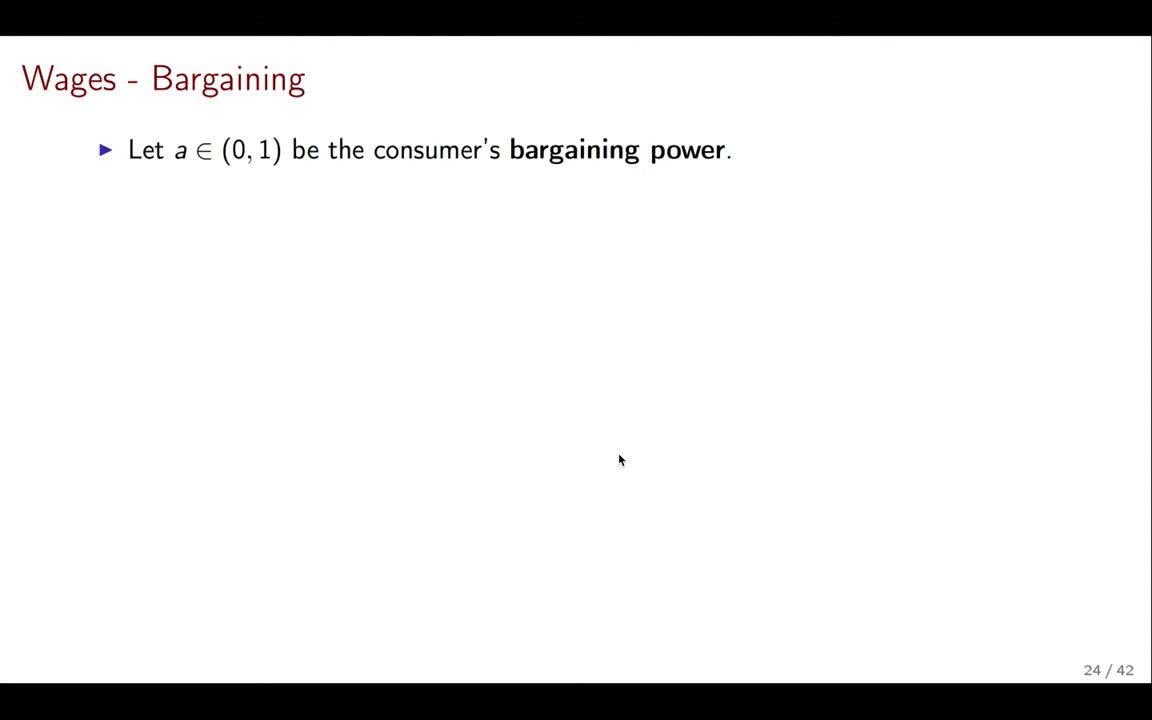 Wages - Bargaining
▶ Let a ∈ (0, 1) be the consumer's bargaining power.
24 / 42